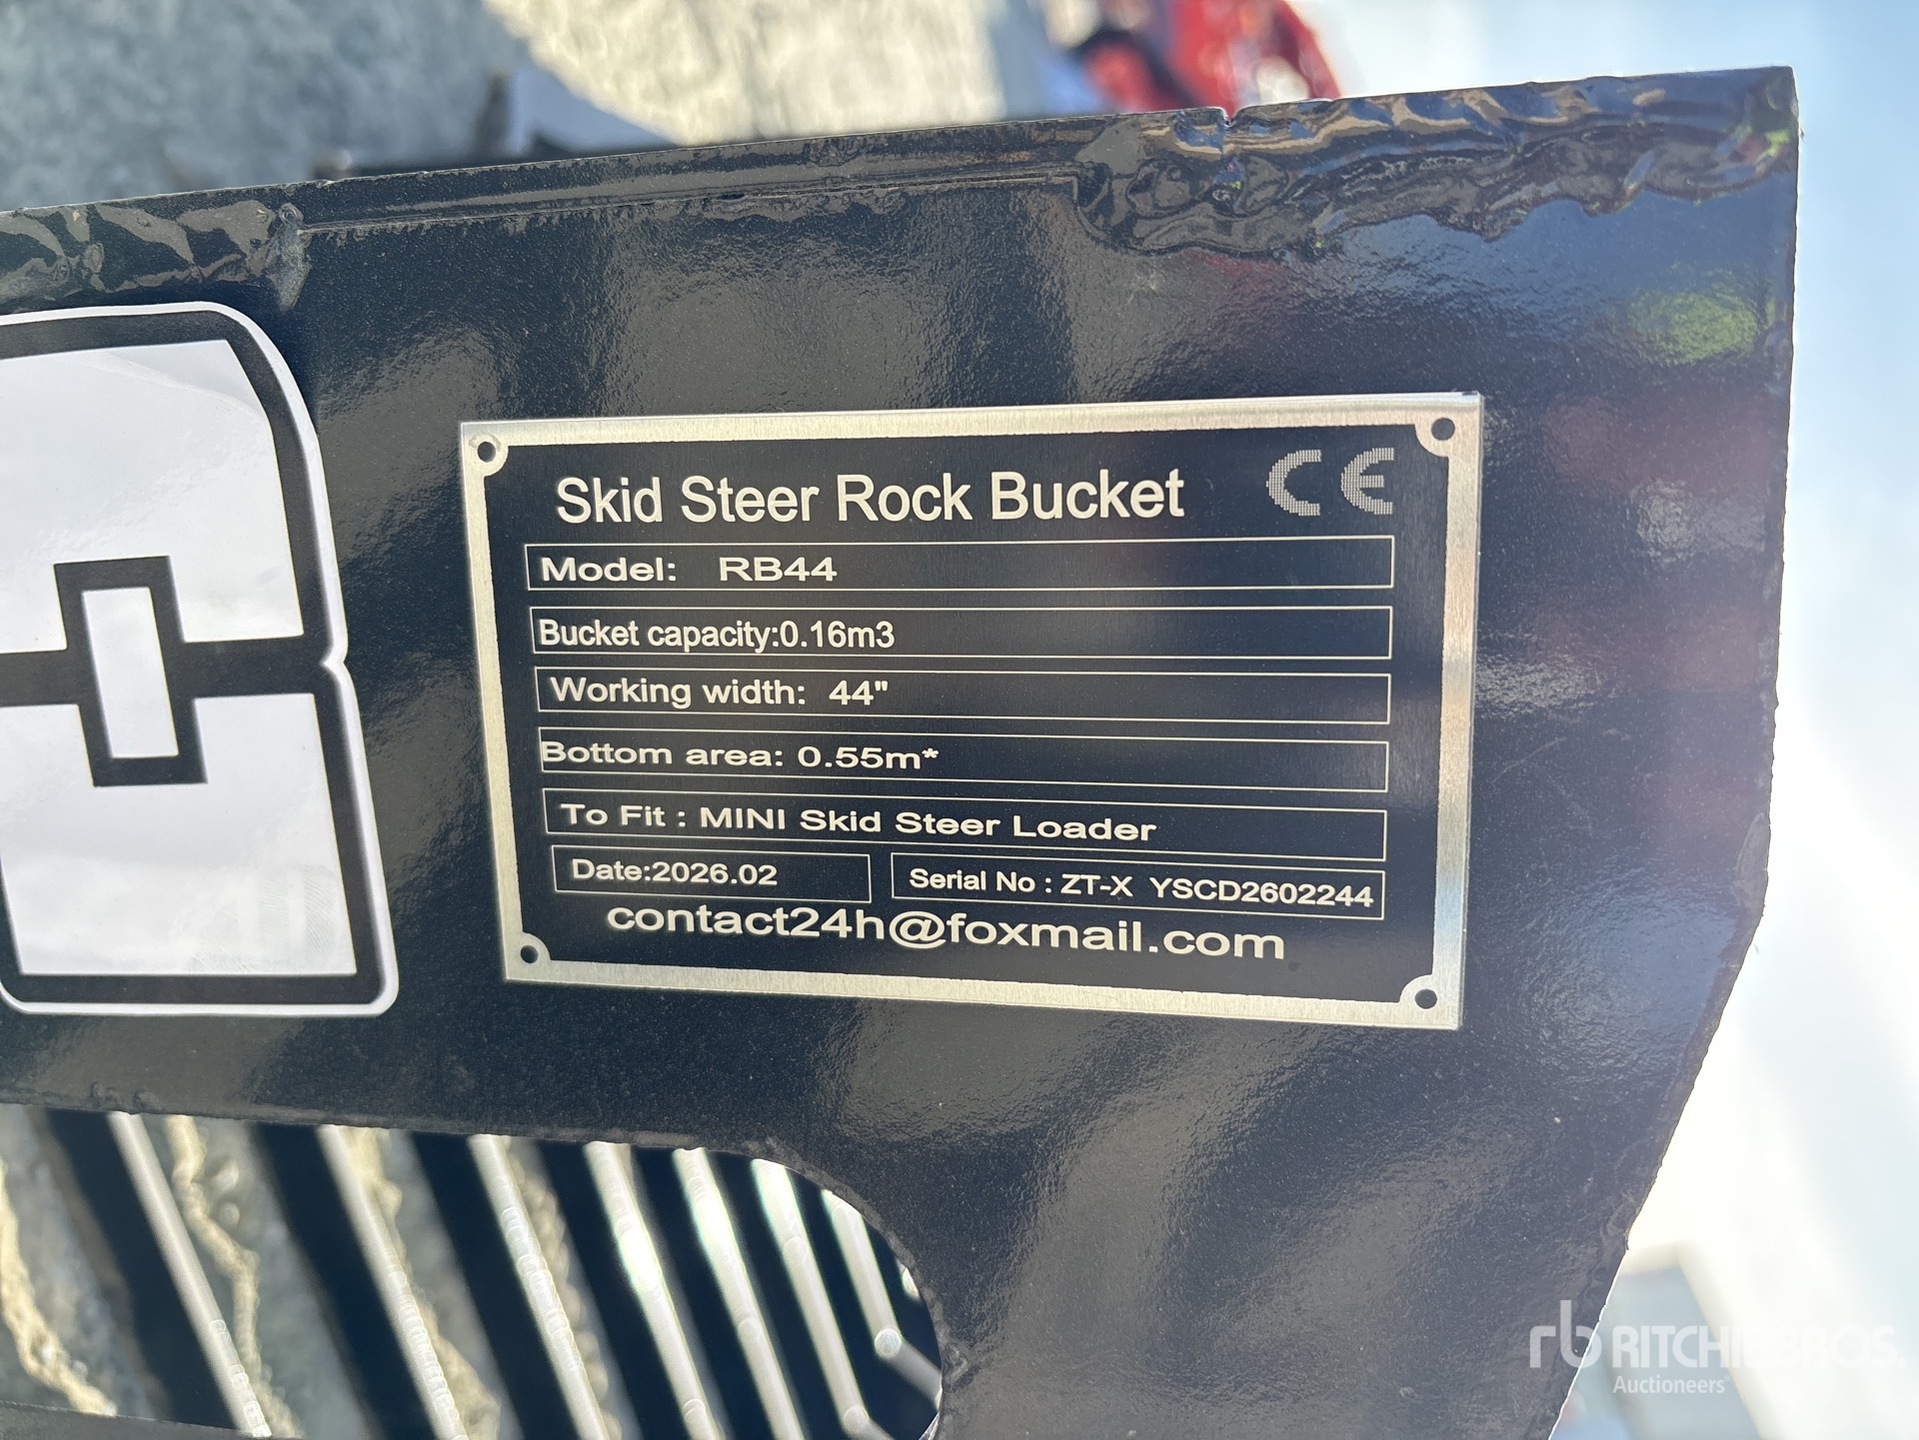 Skid Steer Rock Bucket CE
Model: RB44
Bucket capacity:0.16m3
Working width: 44"
Bottom area: 0.55m*
To Fit : MINI Skid Steer Loader
Date:2026.02 Serial No : ZT-X YSCD2602244
contact24h@foxmail.com
rb RITCHIE BROS.
Auctioneers